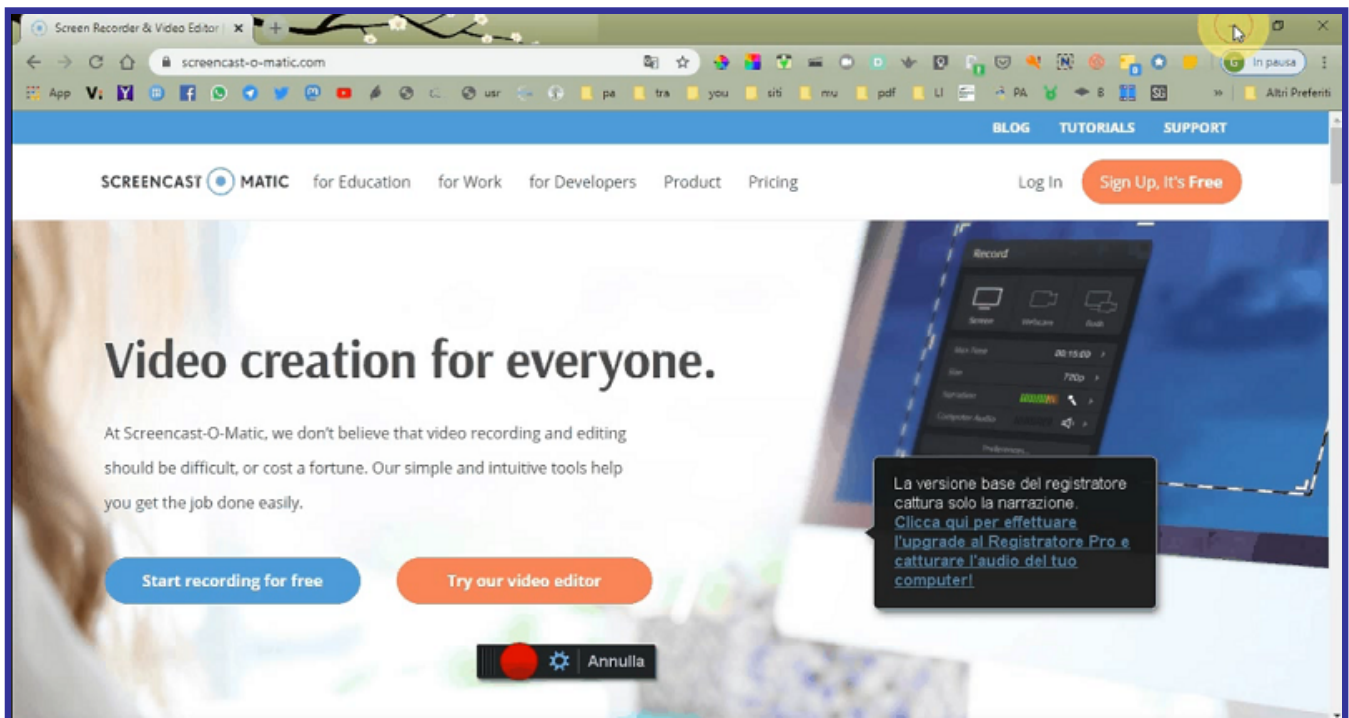 Screen Recorder & Video Editor |
screencast-o-matic.com
In pausa
App
usr
pa
tra
you
siti
mu
pdf
LI
PA
B
SG
»
Altri Preferiti
BLOG TUTORIALS SUPPORT
SCREENCAST O MATIC for Education for Work for Developers Product Pricing Log In Sign Up, It's Free
Record
Screen Webcam Both
Max Time 00:15:00
Size 720p
Narration
Computer Audio
Preferences...
Video creation for everyone.
At Screencast-O-Matic, we don't believe that video recording and editing
should be difficult, or cost a fortune. Our simple and intuitive tools help
you get the job done easily.
La versione base del registratore
cattura solo la narrazione.
Clicca qui per effettuare
l'upgrade al Registratore Pro e
catturare l'audio del tuo
computer!
Start recording for free Try our video editor
Annulla